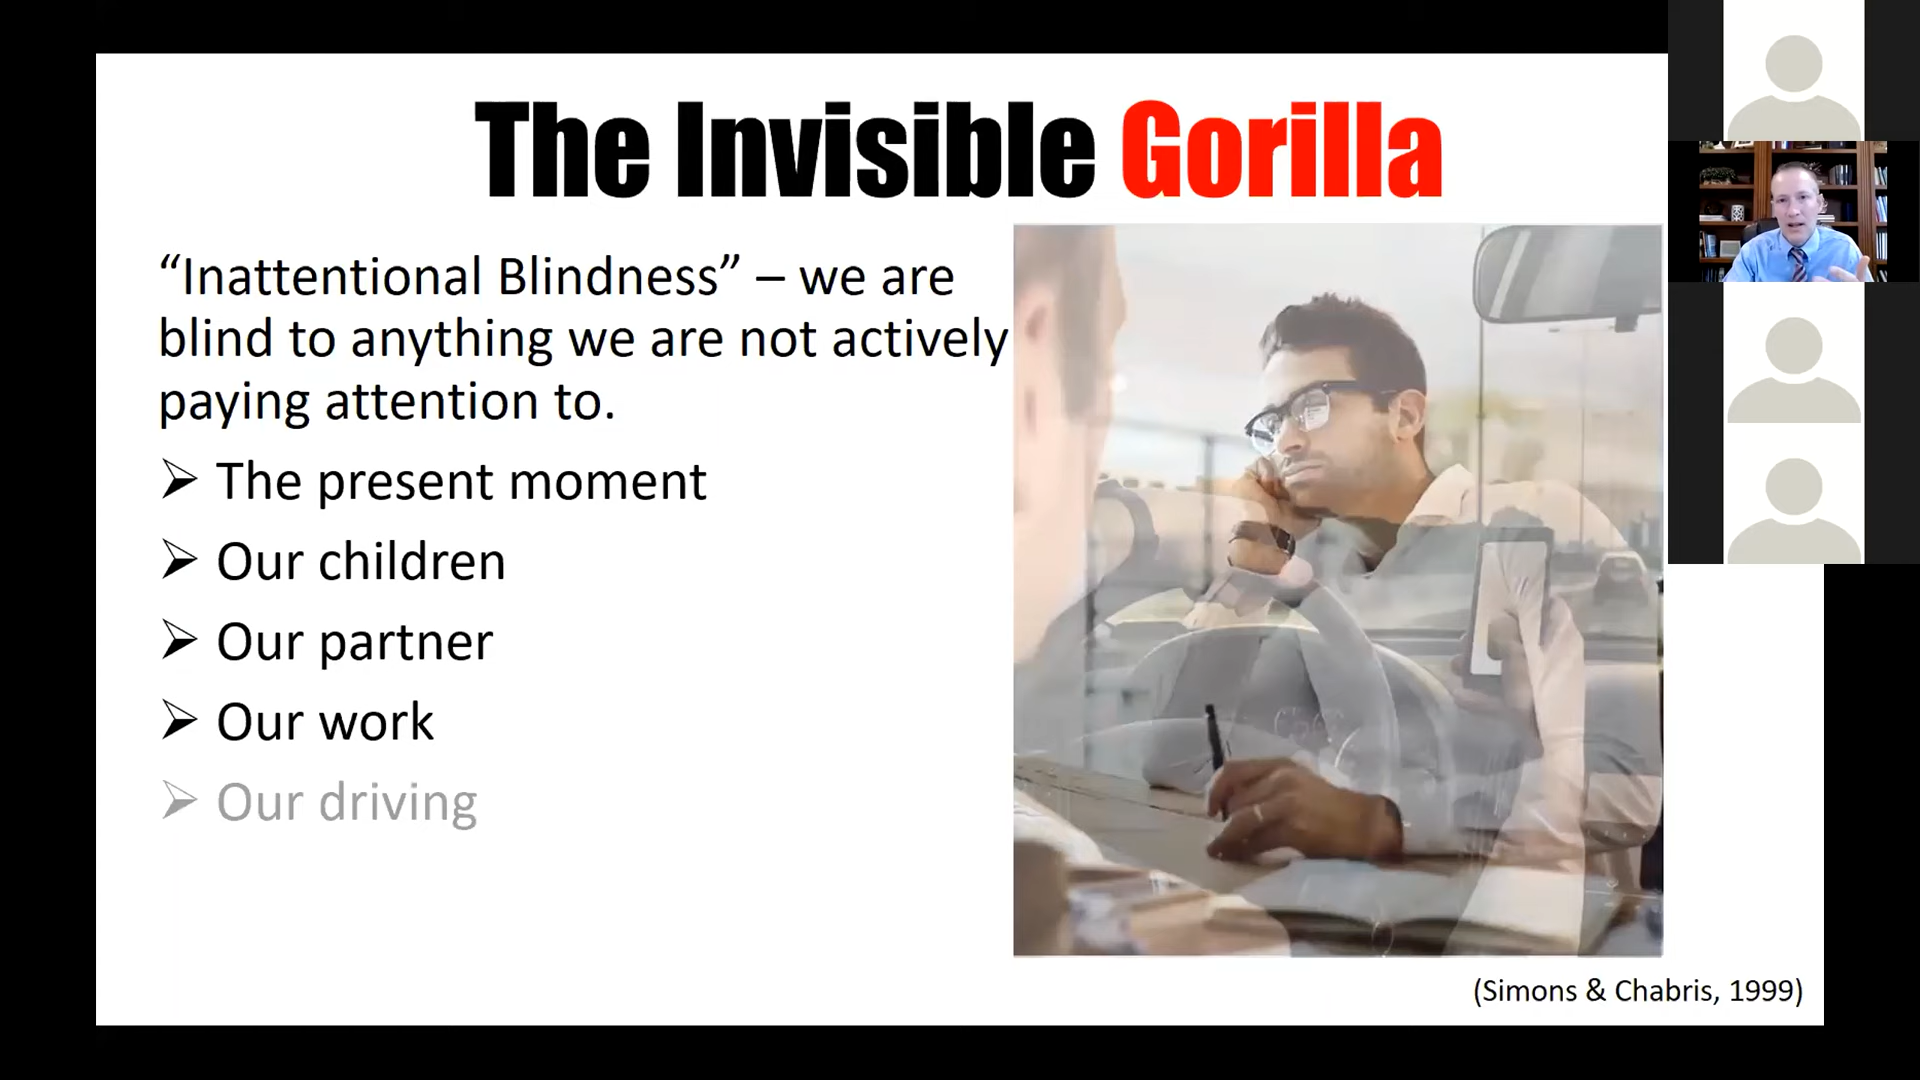 The Invisible Gorilla
“Inattentional Blindness” – we are
blind to anything we are not actively
paying attention to.
➢ The present moment
➢ Our children
➢ Our partner
➢ Our work
➢ Our driving
(Simons & Chabris, 1999)